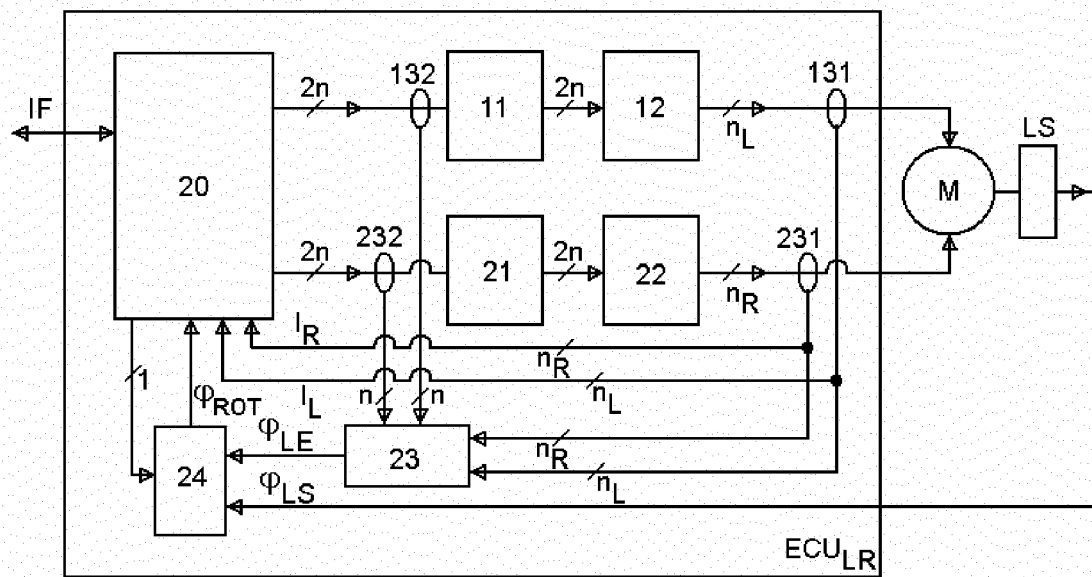 132
131
2n
2n
IF
11
12
n_L
LS
20
M
232
231
2n
2n
21
22
n_R
I_R
n_R
1
φ_ROT
I_L
n
n
n_L
φ_LE
23
n_R
24
φ_LS
n_L
ECU_LR